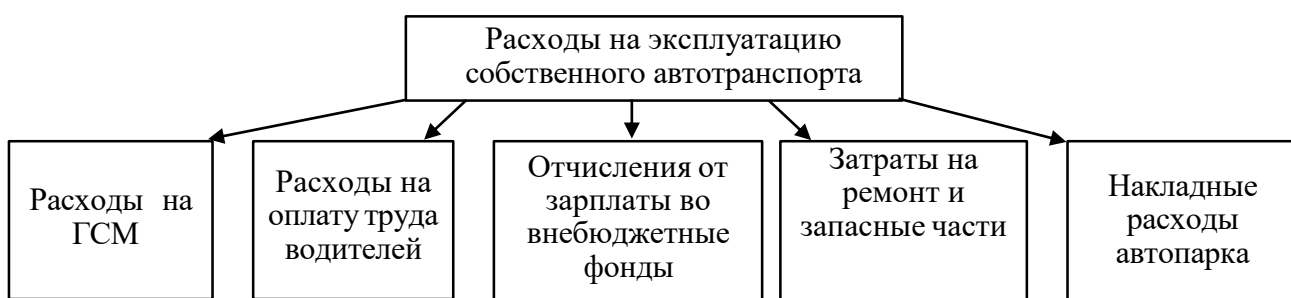 Расходы на эксплуатацию
собственного автотранспорта
Расходы на
ГСМ
Расходы на
оплату труда
водителей
Отчисления от
зарплаты во
внебюджетные
фонды
Затраты на
ремонт и
запасные части
Накладные
расходы
автопарка